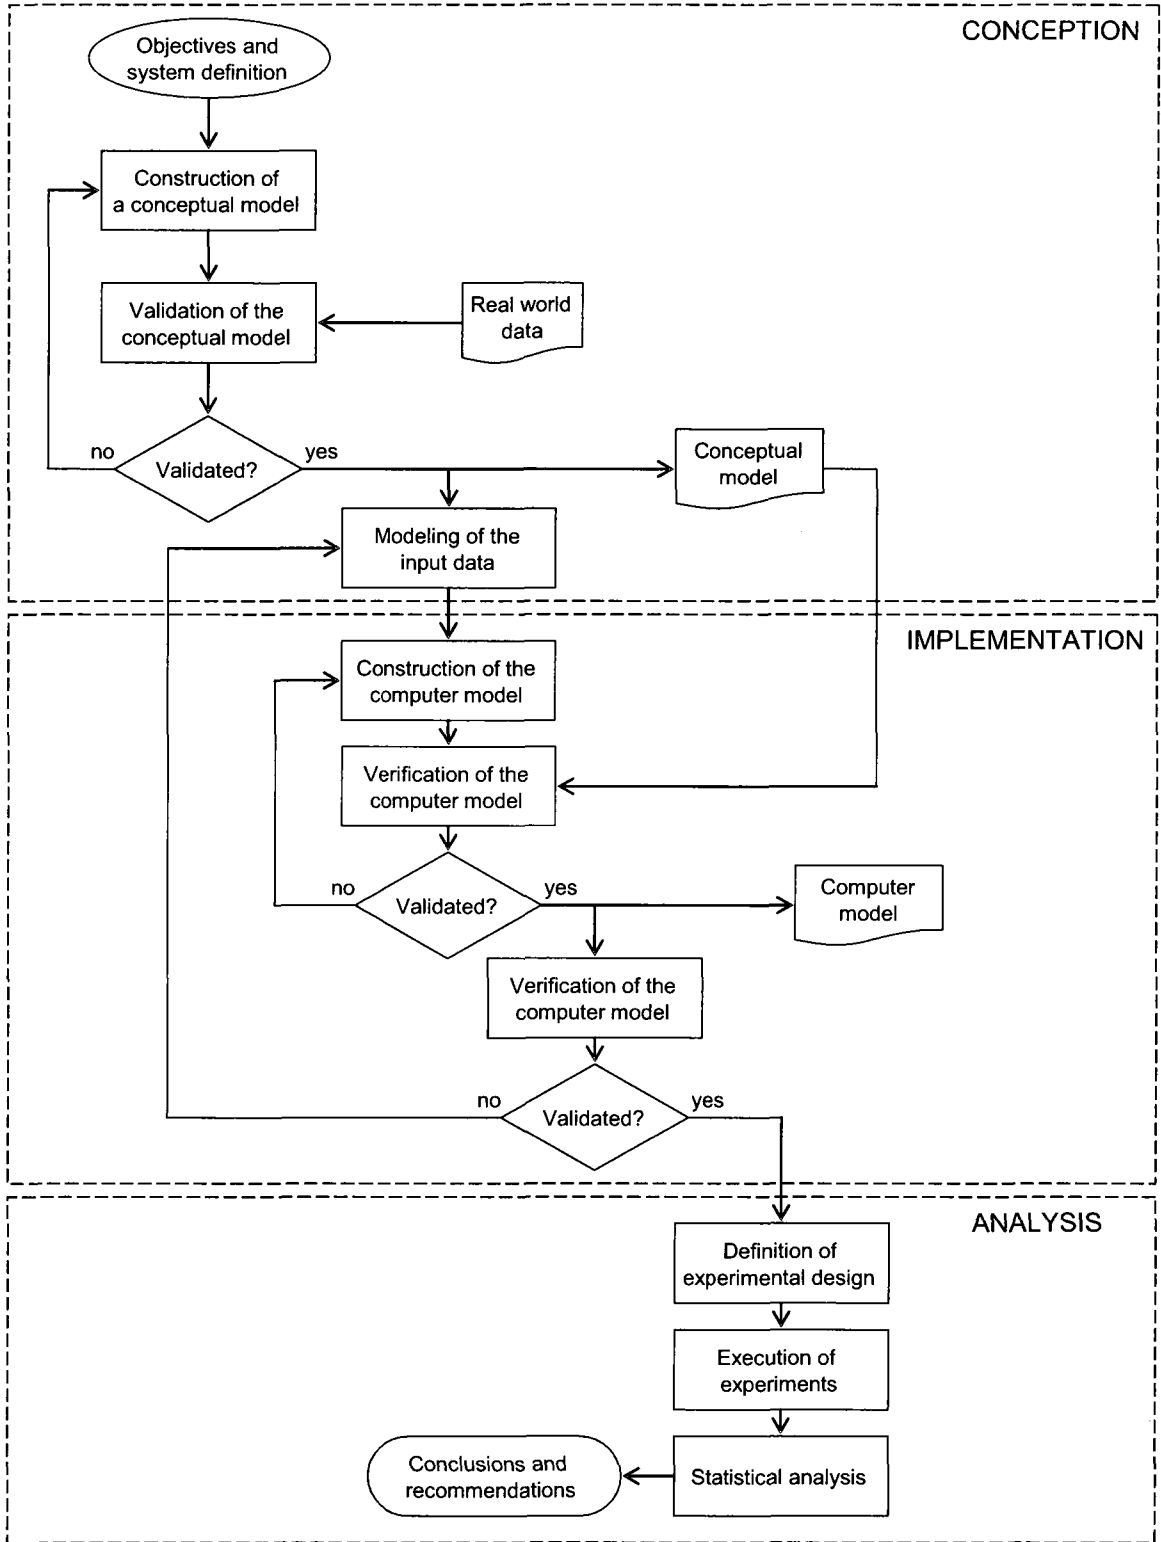 CONCEPTION
Objectives and
system definition
Construction of
a conceptual model
Validation of the
conceptual model
Real world
data
no
Validated?
yes
Conceptual
model
Modeling of the
input data
IMPLEMENTATION
Construction of the
computer model
Verification of the
computer model
no
Validated?
yes
Computer
model
Verification of the
computer model
no
Validated?
yes
ANALYSIS
Definition of
experimental design
Execution of
experiments
Statistical analysis
Conclusions and
recommendations